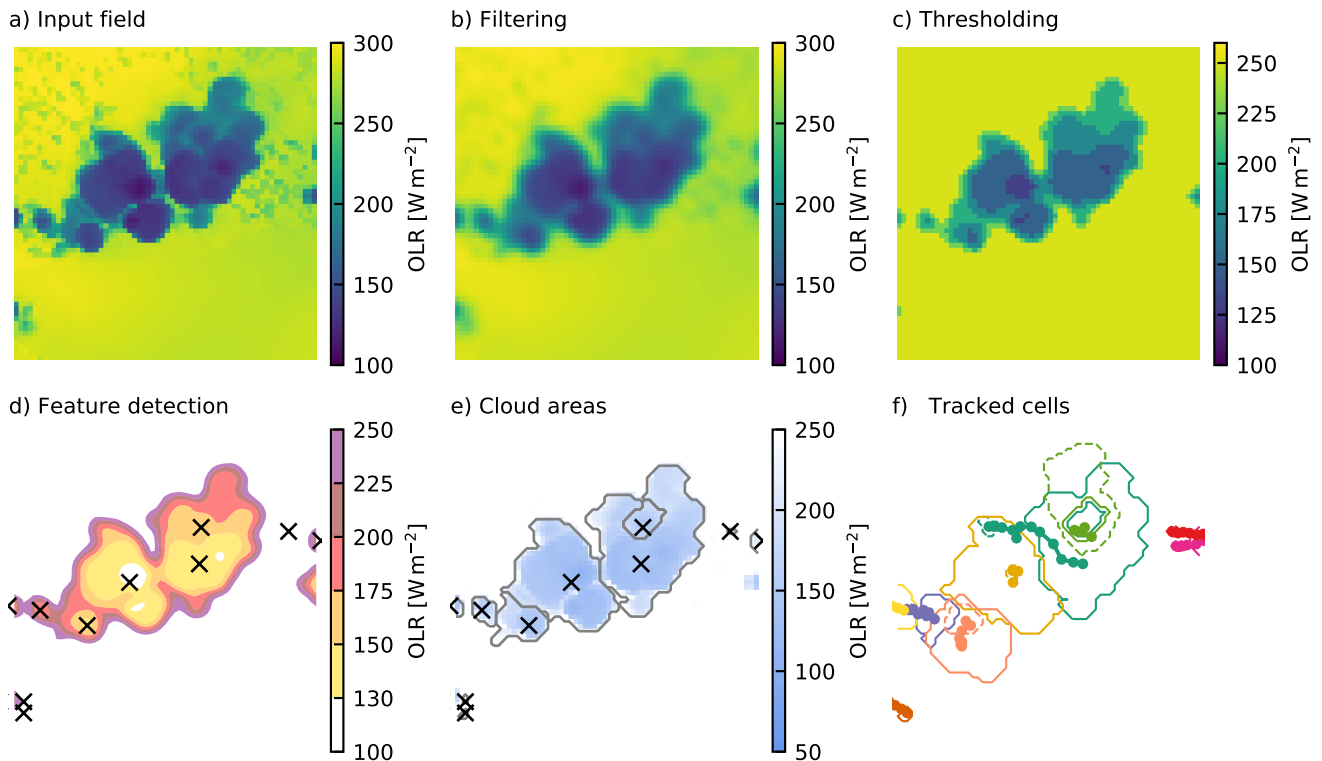 a) Input field
b) Filtering
c) Thresholding
300
250
200
150
100
OLR [W m⁻²]
300
250
200
150
100
OLR [W m⁻²]
250
225
200
175
150
125
100
OLR [W m⁻²]
d) Feature detection
e) Cloud areas
f) Tracked cells
250
225
200
175
150
130
100
OLR [W m⁻²]
250
200
150
100
50
OLR [W m⁻²]